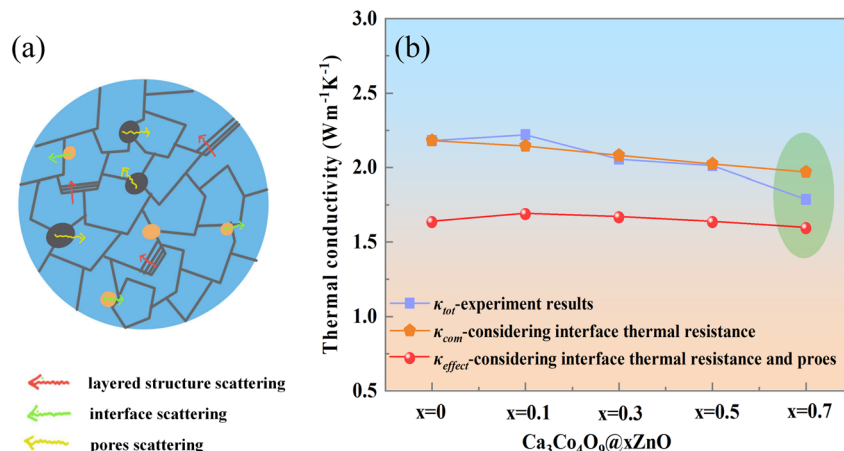 (a)
layered structure scattering
interface scattering
pores scattering
(b)
Thermal conductivity (Wm⁻¹K⁻¹)
3.0
2.5
2.0
1.5
1.0
0.5
κtot-experiment results
κcom-considering interface thermal resistance
κeffect-considering interface thermal resistance and proes
x=0 x=0.1 x=0.3 x=0.5 x=0.7
Ca₃Co₄O₉@xZnO